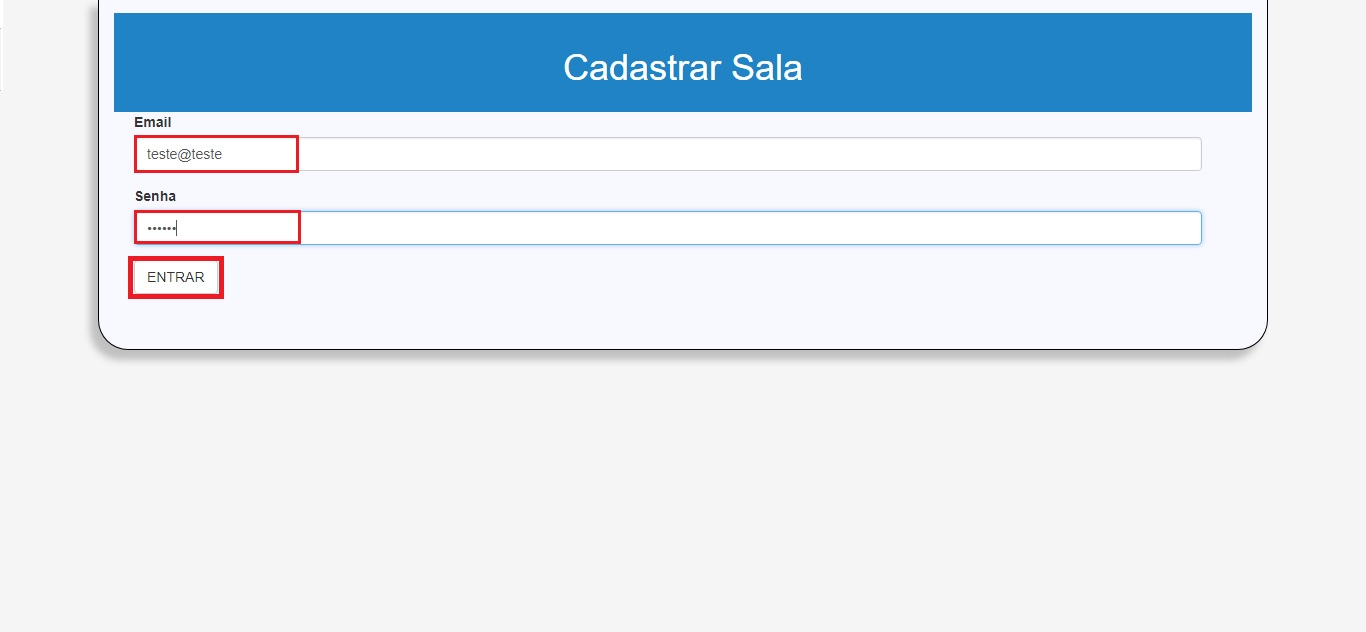 Cadastrar Sala
Email
teste@teste
Senha
••••••
ENTRAR